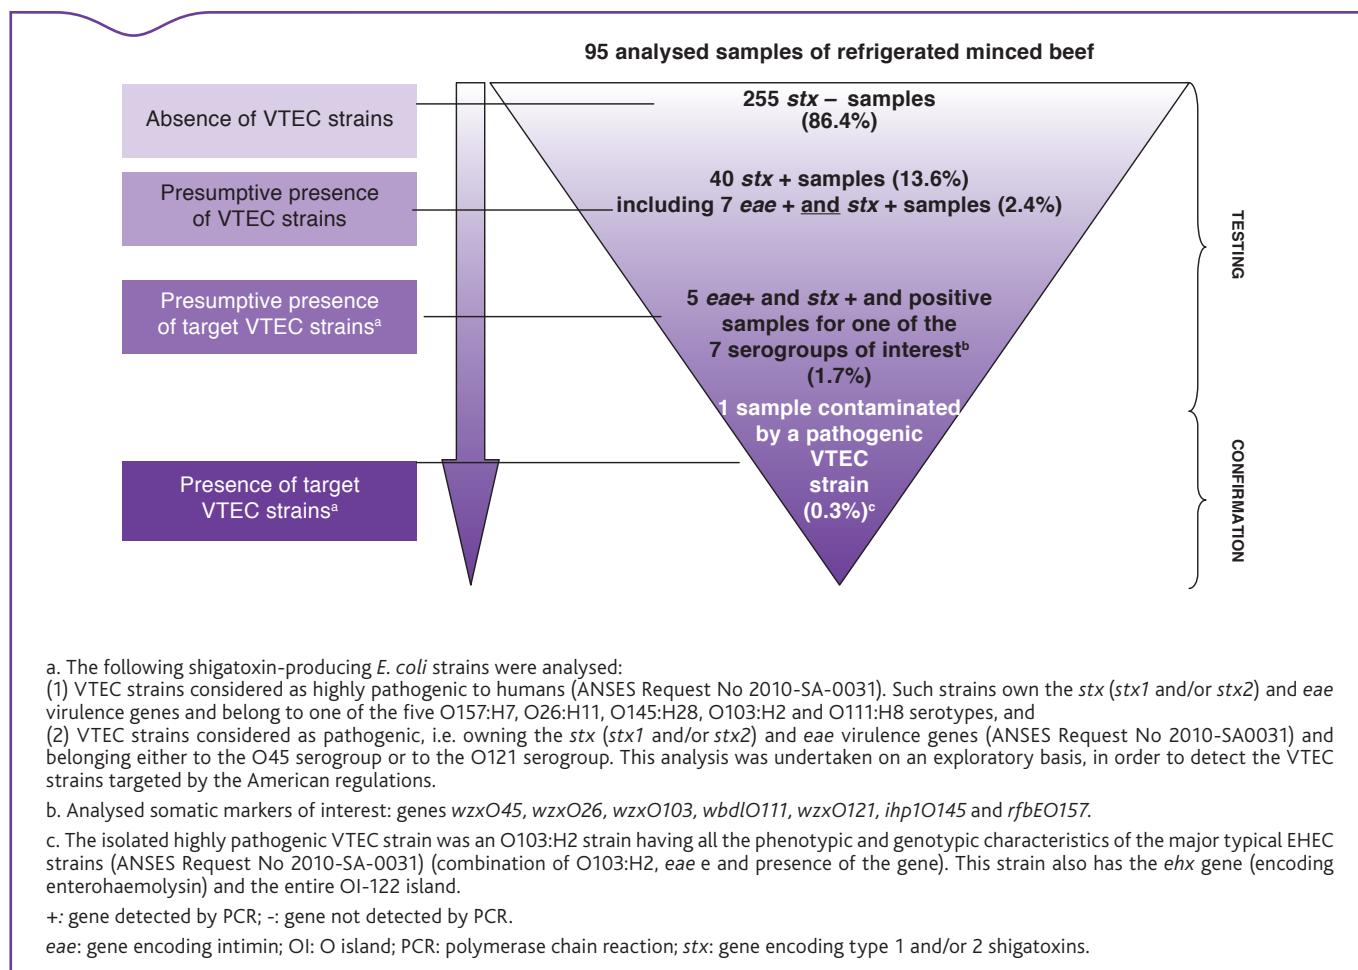 95 analysed samples of refrigerated minced beef
Absence of VTEC strains
255 stx – samples
(86.4%)
Presumptive presence
of VTEC strains
40 stx + samples (13.6%)
including 7 eae + and stx + samples (2.4%)
Presumptive presence
of target VTEC strainsᵃ
5 eae+ and stx + and positive
samples for one of the
7 serogroups of interestᵇ
(1.7%)
TESTING
Presence of target
VTEC strainsᵃ
1 sample contaminated
by a pathogenic
VTEC
strain
(0.3%)ᶜ
CONFIRMATION
a. The following shigatoxin-producing E. coli strains were analysed:
(1) VTEC strains considered as highly pathogenic to humans (ANSES Request No 2010-SA-0031). Such strains own the stx (stx1 and/or stx2) and eae
virulence genes and belong to one of the five O157:H7, O26:H11, O145:H28, O103:H2 and O111:H8 serotypes, and
(2) VTEC strains considered as pathogenic, i.e. owning the stx (stx1 and/or stx2) and eae virulence genes (ANSES Request No 2010-SA0031) and
belonging either to the O45 serogroup or to the O121 serogroup. This analysis was undertaken on an exploratory basis, in order to detect the VTEC
strains targeted by the American regulations.
b. Analysed somatic markers of interest: genes wzxO45, wzxO26, wzxO103, wbdlO111, wzxO121, ihp1O145 and rfbEO157.
c. The isolated highly pathogenic VTEC strain was an O103:H2 strain having all the phenotypic and genotypic characteristics of the major typical EHEC
strains (ANSES Request No 2010-SA-0031) (combination of O103:H2, eae e and presence of the gene). This strain also has the ehx gene (encoding
enterohaemolysin) and the entire OI-122 island.
+: gene detected by PCR; -: gene not detected by PCR.
eae: gene encoding intimin; OI: O island; PCR: polymerase chain reaction; stx: gene encoding type 1 and/or 2 shigatoxins.